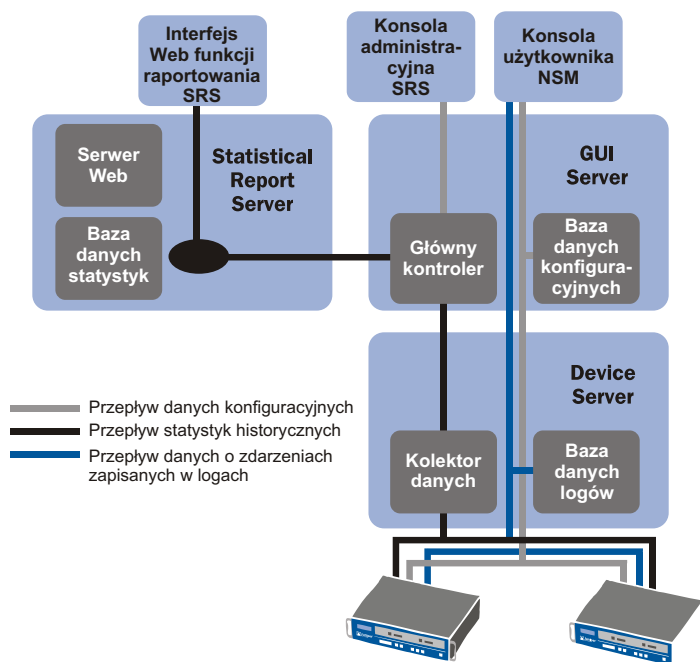 Interfejs
Web funkcji
raportowania
SRS
Konsola
administra-
cyjna
SRS
Konsola
użytkownika
NSM
Serwer
Web
Statistical
Report
Server
Baza
danych
statystyk
GUI
Server
Główny
kontroler
Baza
danych
konfigura-
cyjnych
Device
Server
Kolektor
danych
Baza
danych
logów
Przepływ danych konfiguracyjnych
Przepływ statystyk historycznych
Przepływ danych o zdarzeniach
zapisanych w logach